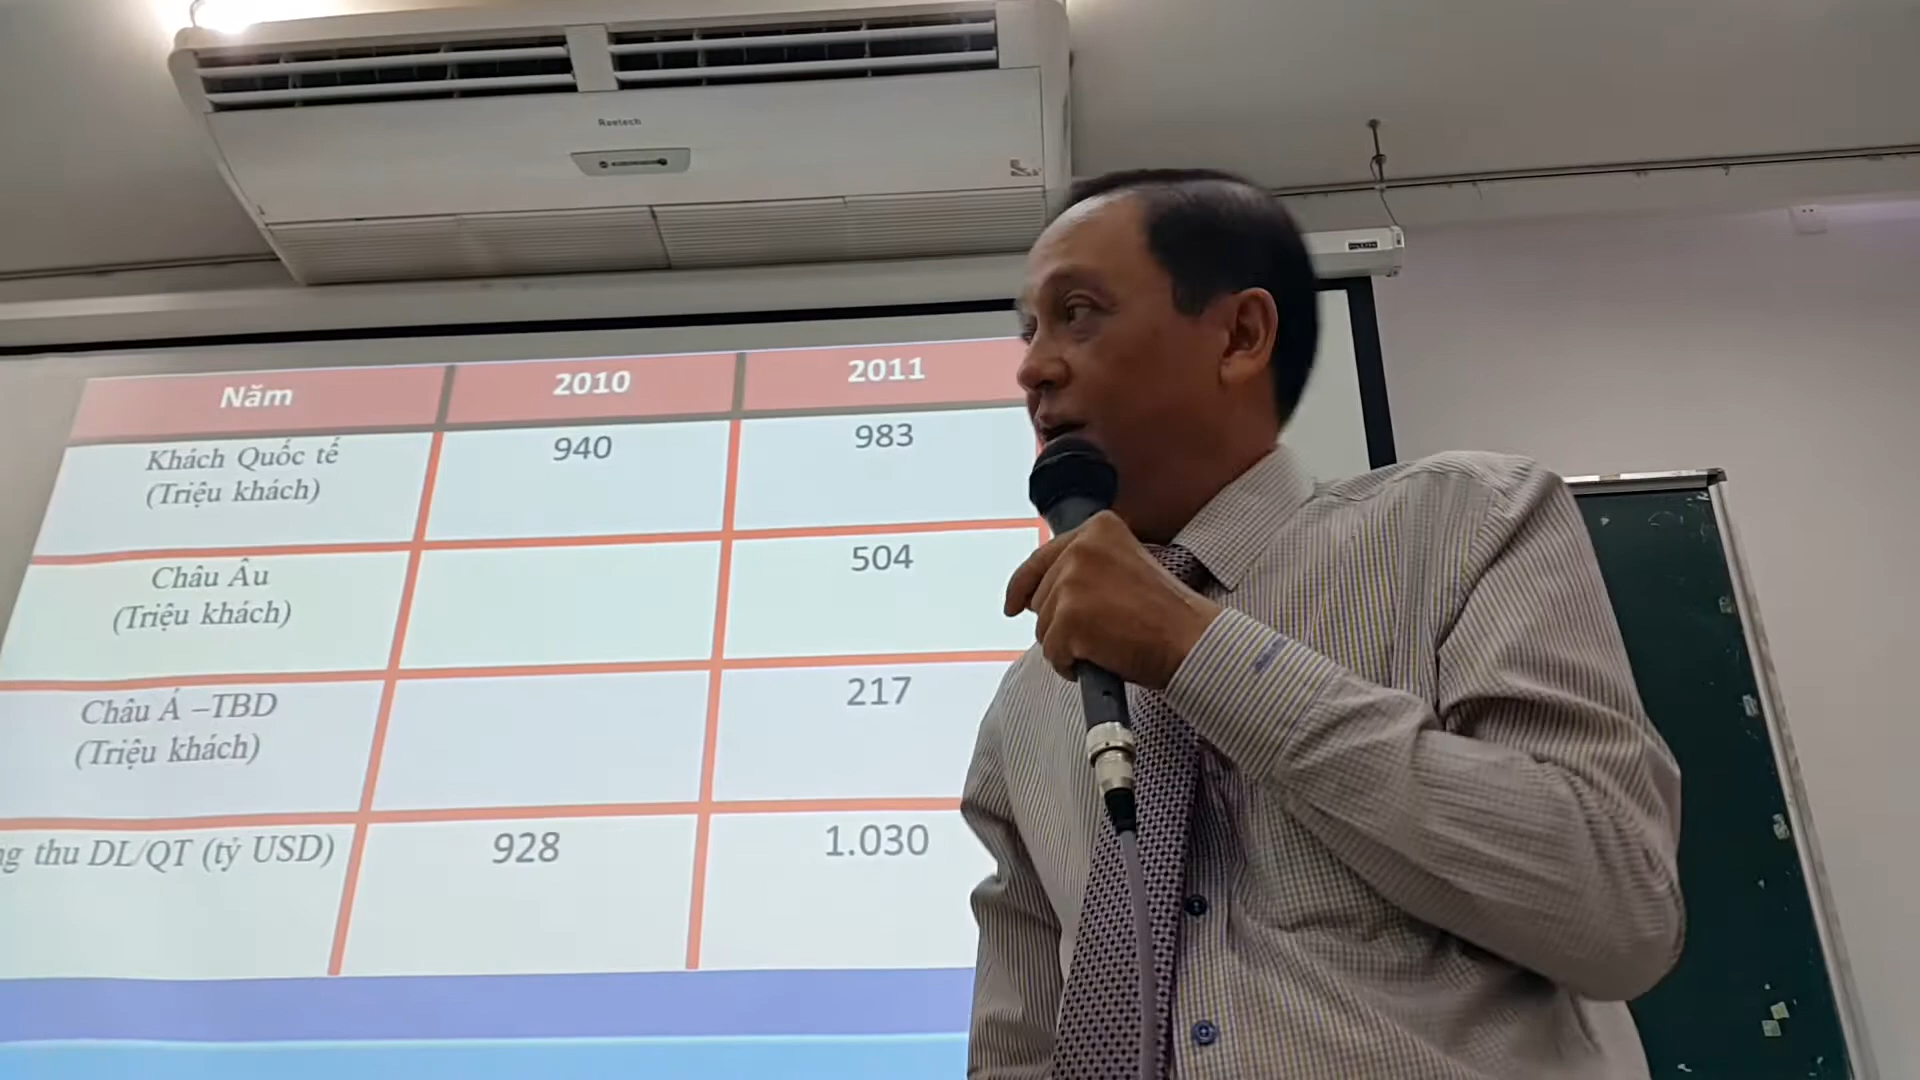 Reetech
Năm 2010 2011
Khách Quốc tế 940 983
(Triệu khách)
Châu Âu 504
(Triệu khách)
Châu Á –TBD 217
(Triệu khách)
thu DL/QT (tỷ USD) 928 1.030